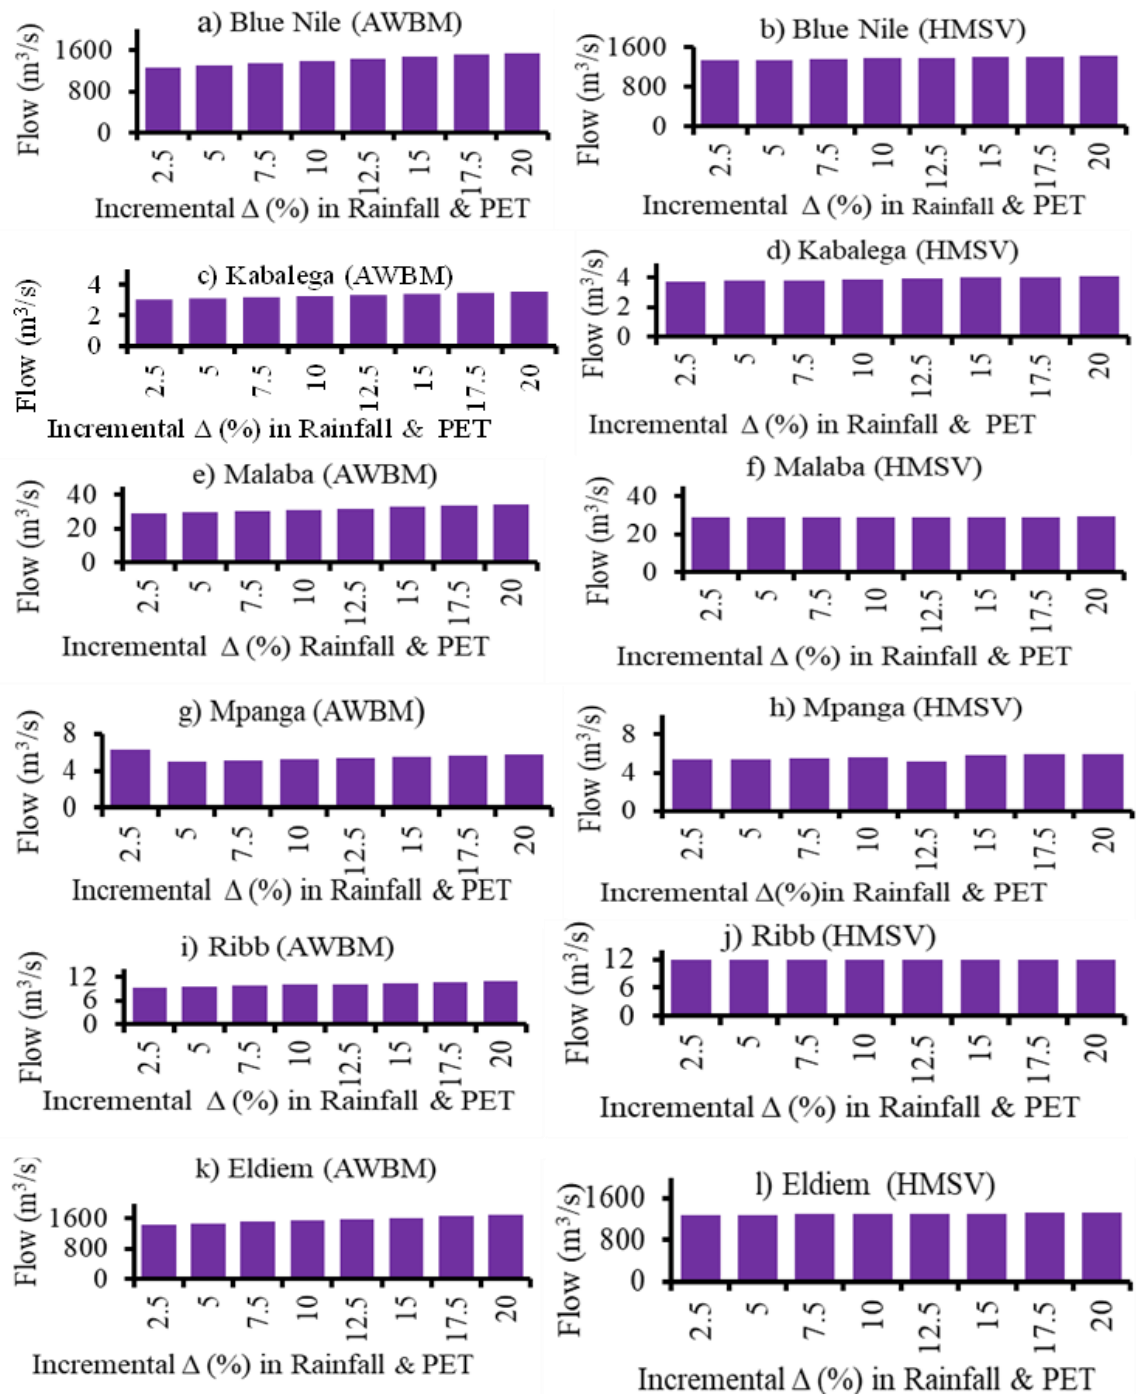 a) Blue Nile (AWBM)
Flow (m³/s)
1600
800
0
2.5 5 7.5 10 12.5 15 17.5 20
Incremental Δ (%) in Rainfall & PET
b) Blue Nile (HMSV)
Flow (m³/s)
1600
800
0
2.5 5 7.5 10 12.5 15 17.5 20
Incremental Δ (%) in Rainfall & PET
c) Kabalega (AWBM)
Flow (m³/s)
4
2
0
2.5 5 7.5 10 12.5 15 17.5 20
Incremental Δ (%) in Rainfall & PET
d) Kabalega (HMSV)
Flow (m³/s)
4
2
0
2.5 5 7.5 10 12.5 15 17.5 20
Incremental Δ (%) in Rainfall & PET
e) Malaba (AWBM)
Flow (m³/s)
40
20
0
2.5 5 7.5 10 12.5 15 17.5 20
Incremental Δ (%) Rainfall & PET
f) Malaba (HMSV)
Flow (m³/s)
40
20
0
2.5 5 7.5 10 12.5 15 17.5 20
Incremental Δ (%) in Rainfall & PET
g) Mpanga (AWBM)
Flow (m³/s)
8
4
0
2.5 5 7.5 10 12.5 15 17.5 20
Incremental Δ (%) in Rainfall & PET
h) Mpanga (HMSV)
Flow (m³/s)
8
4
0
2.5 5 7.5 10 12.5 15 17.5 20
Incremental Δ(%)in Rainfall & PET
i) Ribb (AWBM)
Flow (m³/s)
12
6
0
2.5 5 7.5 10 12.5 15 17.5 20
Incremental Δ (%) in Rainfall & PET
j) Ribb (HMSV)
Flow (m³/s)
12
6
0
2.5 5 7.5 10 12.5 15 17.5 20
Incremental Δ (%) in Rainfall & PET
k) Eldiem (AWBM)
Flow (m³/s)
1600
800
0
2.5 5 7.5 10 12.5 15 17.5 20
Incremental Δ (%) in Rainfall & PET
l) Eldiem (HMSV)
Flow (m³/s)
1600
800
0
2.5 5 7.5 10 12.5 15 17.5 20
Incremental Δ (%) in Rainfall & PET